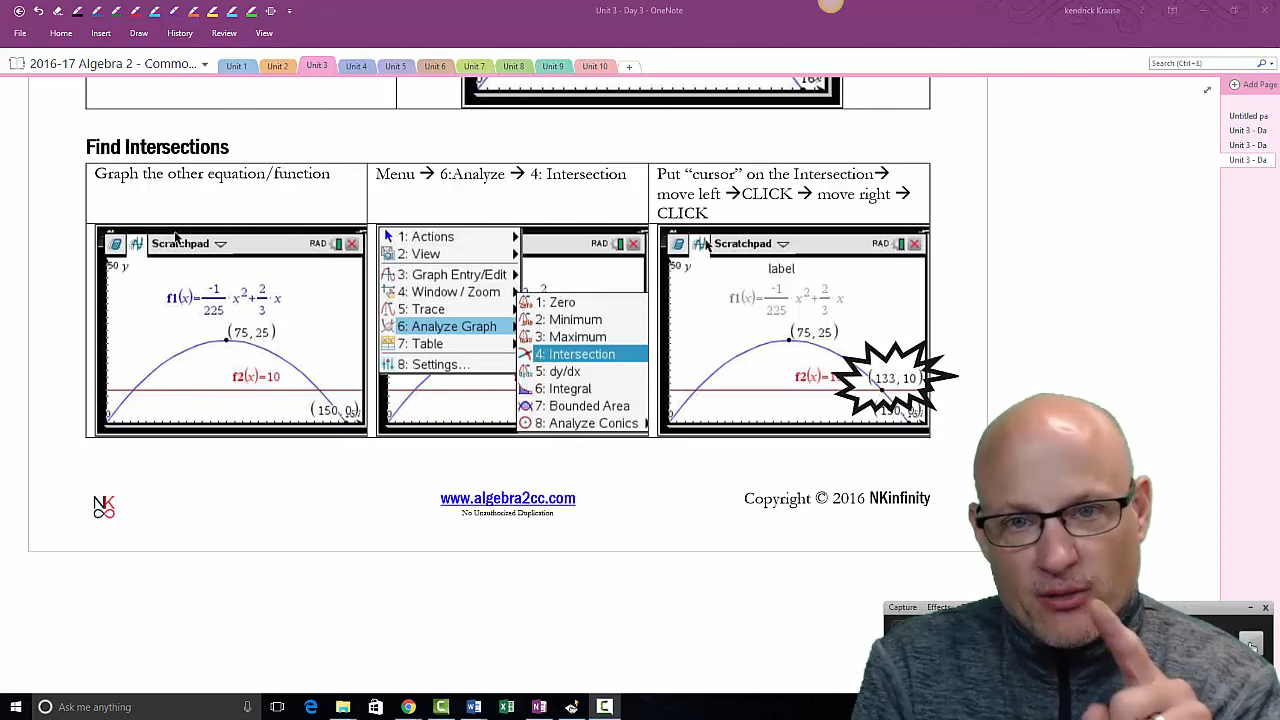 Unit 3 - Day 3 - OneNote
kendrick Krause
?
File Home Insert Draw History Review View
2016-17 Algebra 2 - Commo...
Unit 1 Unit 2 Unit 3 Unit 4 Unit 5 Unit 6 Unit 7 Unit 8 Unit 9 Unit 10 +
Search (Ctrl+E)
Add Page
Untitled pa
Unit 3 - Da
Unit 3 - Da
Unit 3 - Da
Find Intersections
Graph the other equation/function
Menu → 6:Analyze → 4: Intersection
Put “cursor” on the Intersection→
move left →CLICK → move right →
CLICK
Scratchpad RAD
50 y
f1(x)= -1/225 · x²+ 2/3 · x
(75, 25)
f2(x)=10
(150, 0)
0
1: Actions
2: View
3: Graph Entry/Edit
4: Window / Zoom
5: Trace
6: Analyze Graph
7: Table
8: Settings...
RAD
1: Zero
2: Minimum
3: Maximum
4: Intersection
5: dy/dx
6: Integral
7: Bounded Area
8: Analyze Conics
Scratchpad RAD
50 y
label
f1(x)= -1/225 · x²+ 2/3 · x
(75, 25)
(133, 10)
0
www.algebra2cc.com
No Unauthorized Duplication
Copyright © 2016 NKinfinity
NK
Capture Effects
Ask me anything